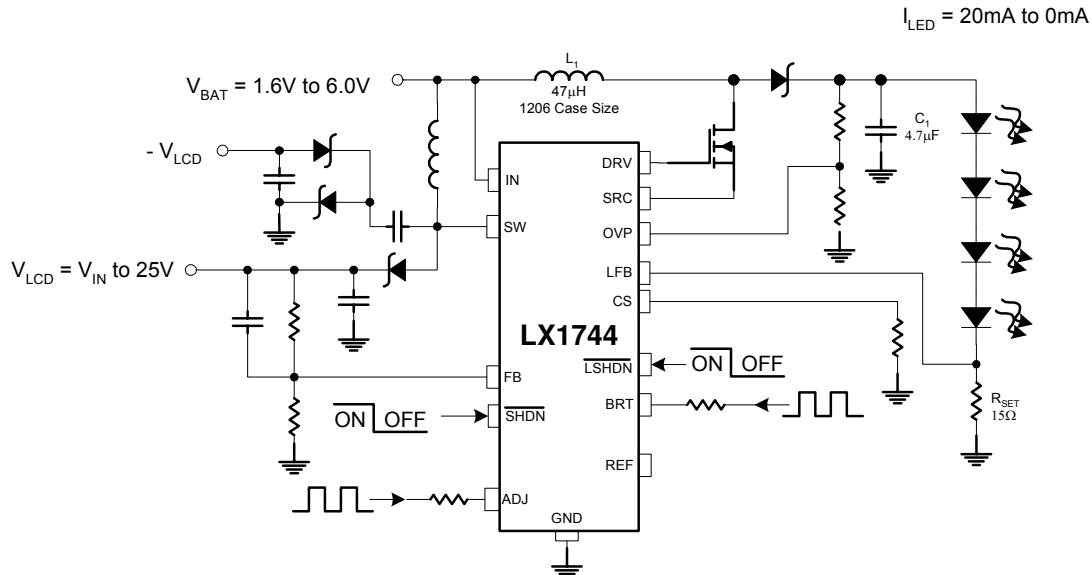 I_LED = 20mA to 0mA
L1
47µH
1206 Case Size
V_BAT = 1.6V to 6.0V
C1
4.7µF
- V_LCD
DRV
IN
SRC
SW
OVP
V_LCD = V_IN to 25V
LFB
CS
LX1744
LSHDN
ON OFF
FB
BRT
R_SET
15Ω
ON OFF
SHDN
REF
ADJ
GND